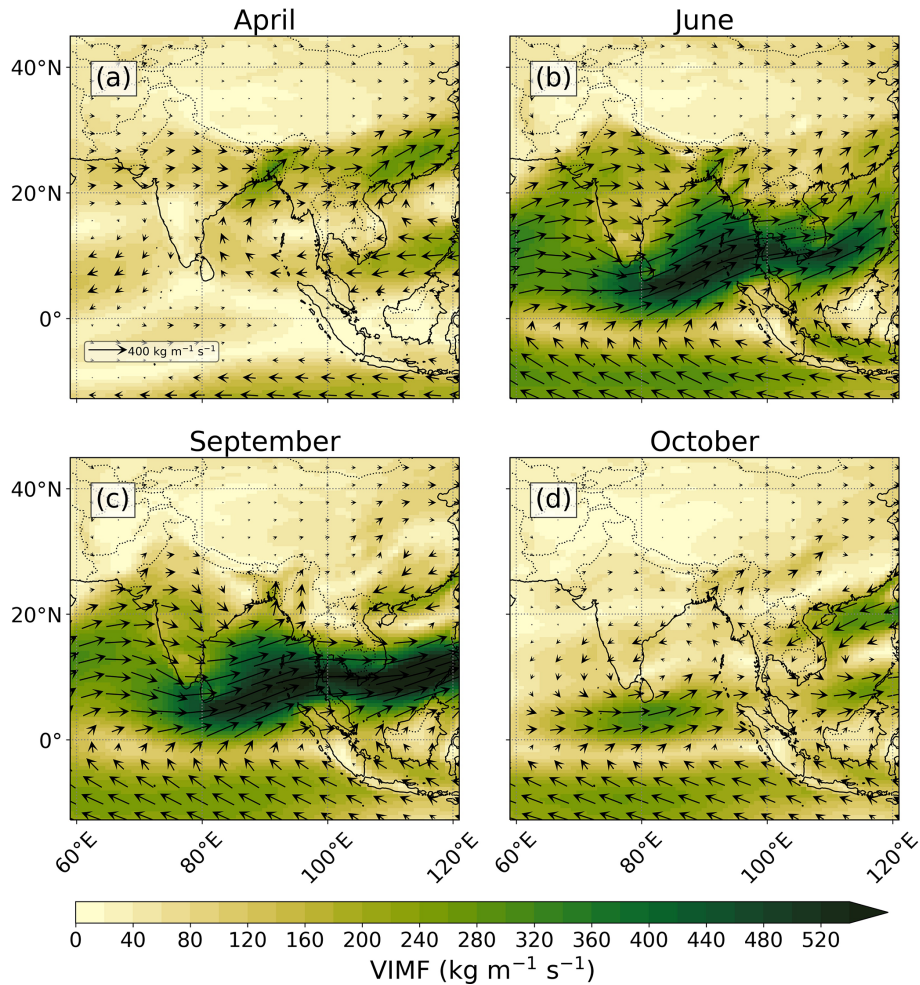 April
June
40°N
20°N
0°
(a)
400 kg m⁻¹ s⁻¹
(b)
September
October
40°N
20°N
0°
(c)
(d)
60°E 80°E 100°E 120°E 60°E 80°E 100°E 120°E
0 40 80 120 160 200 240 280 320 360 400 440 480 520
VIMF (kg m⁻¹ s⁻¹)